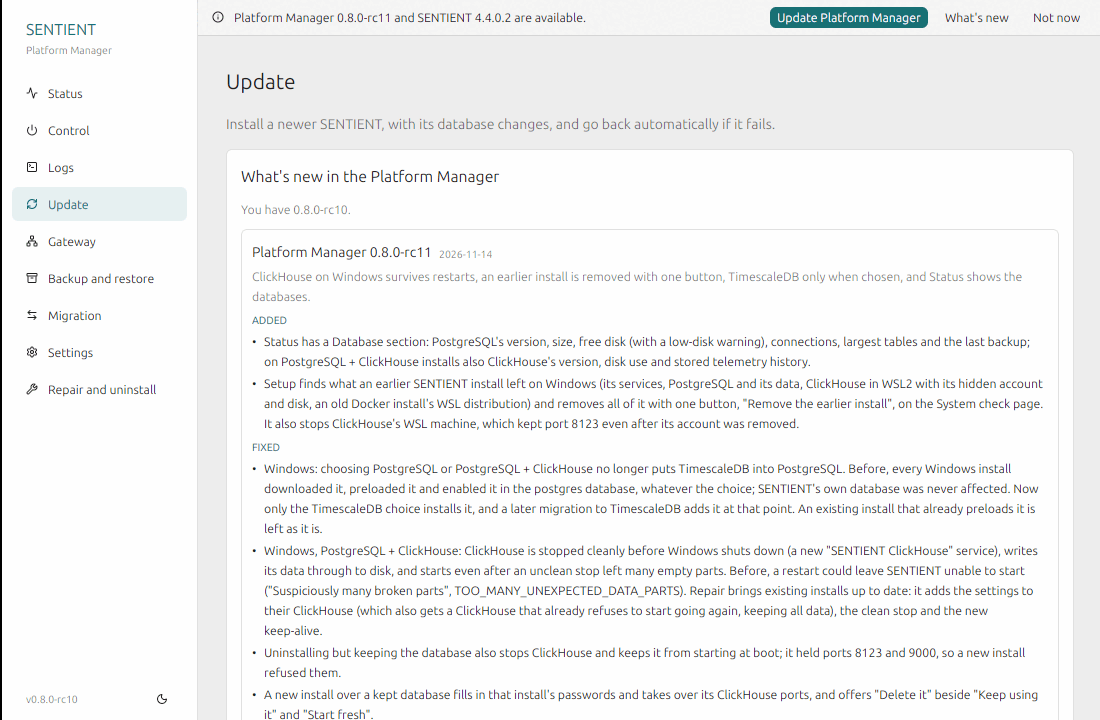 SENTIENT
Platform Manager
Status
Control
Logs
Update
Gateway
Backup and restore
Migration
Settings
Repair and uninstall
v0.8.0-rc10
Platform Manager 0.8.0-rc11 and SENTIENT 4.4.0.2 are available.
Update Platform Manager
What's new
Not now
Update
Install a newer SENTIENT, with its database changes, and go back automatically if it fails.
What's new in the Platform Manager
You have 0.8.0-rc10.
Platform Manager 0.8.0-rc11 2026-11-14
ClickHouse on Windows survives restarts, an earlier install is removed with one button, TimescaleDB only when chosen, and Status shows the
databases.
ADDED
• Status has a Database section: PostgreSQL's version, size, free disk (with a low-disk warning), connections, largest tables and the last backup;
on PostgreSQL + ClickHouse installs also ClickHouse's version, disk use and stored telemetry history.
• Setup finds what an earlier SENTIENT install left on Windows (its services, PostgreSQL and its data, ClickHouse in WSL2 with its hidden account
and disk, an old Docker install's WSL distribution) and removes all of it with one button, "Remove the earlier install", on the System check page.
It also stops ClickHouse's WSL machine, which kept port 8123 even after its account was removed.
FIXED
• Windows: choosing PostgreSQL or PostgreSQL + ClickHouse no longer puts TimescaleDB into PostgreSQL. Before, every Windows install
downloaded it, preloaded it and enabled it in the postgres database, whatever the choice; SENTIENT's own database was never affected. Now
only the TimescaleDB choice installs it, and a later migration to TimescaleDB adds it at that point. An existing install that already preloads it is
left as it is.
• Windows, PostgreSQL + ClickHouse: ClickHouse is stopped cleanly before Windows shuts down (a new "SENTIENT ClickHouse" service), writes
its data through to disk, and starts even after an unclean stop left many empty parts. Before, a restart could leave SENTIENT unable to start
("Suspiciously many broken parts", TOO_MANY_UNEXPECTED_DATA_PARTS). Repair brings existing installs up to date: it adds the settings to
their ClickHouse (which also gets a ClickHouse that already refuses to start going again, keeping all data), the clean stop and the new
keep-alive.
• Uninstalling but keeping the database also stops ClickHouse and keeps it from starting at boot; it held ports 8123 and 9000, so a new install
refused them.
• A new install over a kept database fills in that install's passwords and takes over its ClickHouse ports, and offers "Delete it" beside "Keep using
it" and "Start fresh".